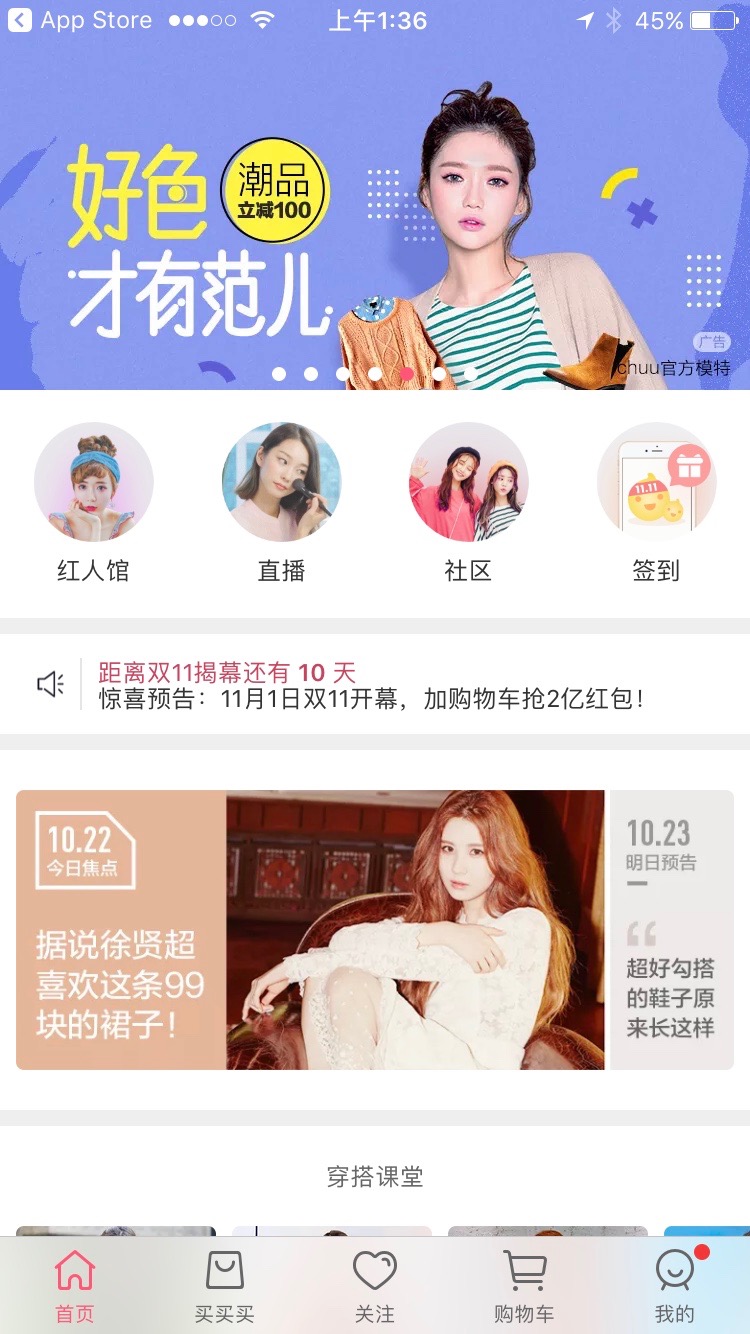 App Store
上午1:36
45%
好色
潮品
立减100
才有范儿
广告
chuu官方模特
11.11
红人馆
直播
社区
签到
距离双11揭幕还有 10 天
惊喜预告：11月1日双11开幕，加购物车抢2亿红包！
10.22
今日焦点
据说徐贤超
喜欢这条99
块的裙子！
10.23
明日预告
“
超好勾搭
的鞋子原
来长这样
穿搭课堂
首页
买买买
关注
购物车
我的